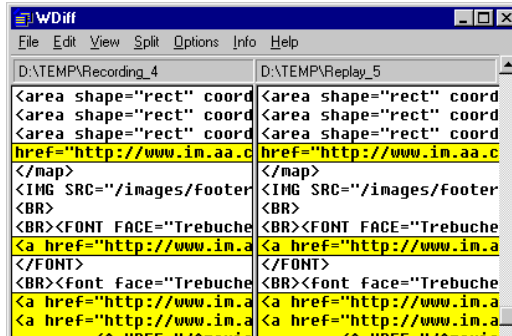 WDiff
File Edit View Split Options Info Help
D:\TEMP\Recording_4 D:\TEMP\Replay_5
<area shape="rect" coord <area shape="rect" coord
<area shape="rect" coord <area shape="rect" coord
<area shape="rect" coord <area shape="rect" coord
href="http://www.im.aa.c href="http://www.im.aa.c
</map> </map>
<IMG SRC="/images/footer <IMG SRC="/images/footer
<BR> <BR>
<BR><FONT FACE="Trebuche <BR><FONT FACE="Trebuche
<a href="http://www.im.a <a href="http://www.im.a
</FONT> </FONT>
<BR><font face="Trebuche <BR><font face="Trebuche
<a href="http://www.im.a <a href="http://www.im.a
<a href="http://www.im.a <a href="http://www.im.a